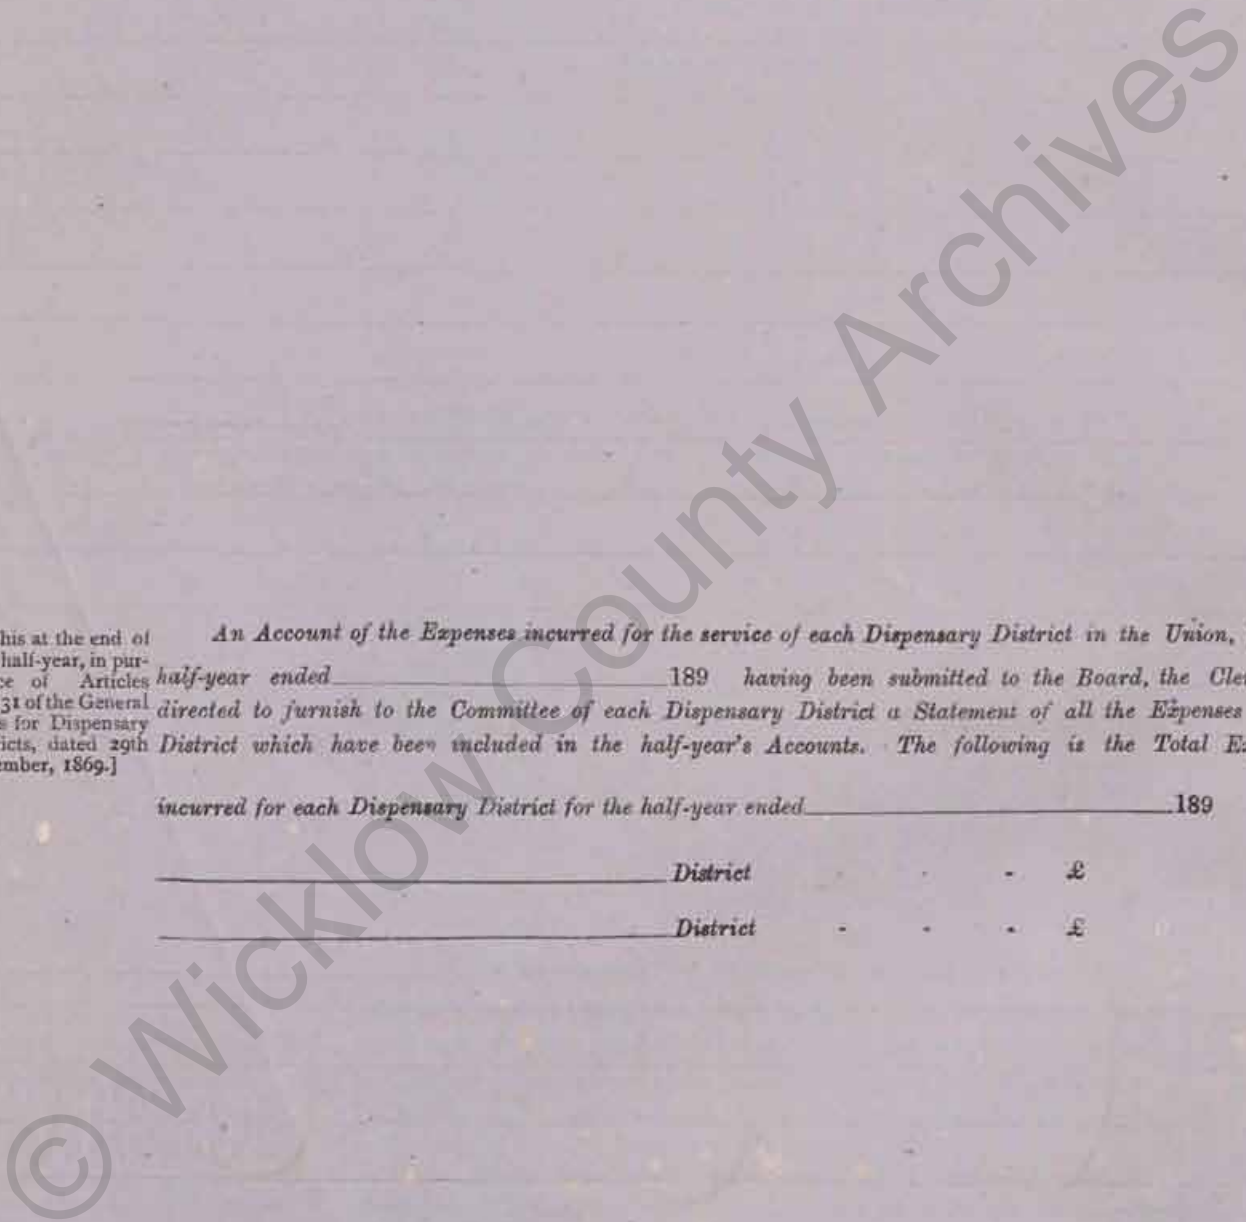 his at the end of
half-year, in pur-
ce of Articles
31 of the General
s for Dispensary
icts, dated 29th
ember, 1869.]
An Account of the Expenses incurred for the service of each Dispensary District in the Union,
half-year ended 189 having been submitted to the Board, the Cle
directed to furnish to the Committee of each Dispensary District a Statement of all the Expenses
District which have been included in the half-year's Accounts. The following is the Total E
incurred for each Dispensary District for the half-year ended 189
District - - £
District - - - £
© Wicklow County Archives